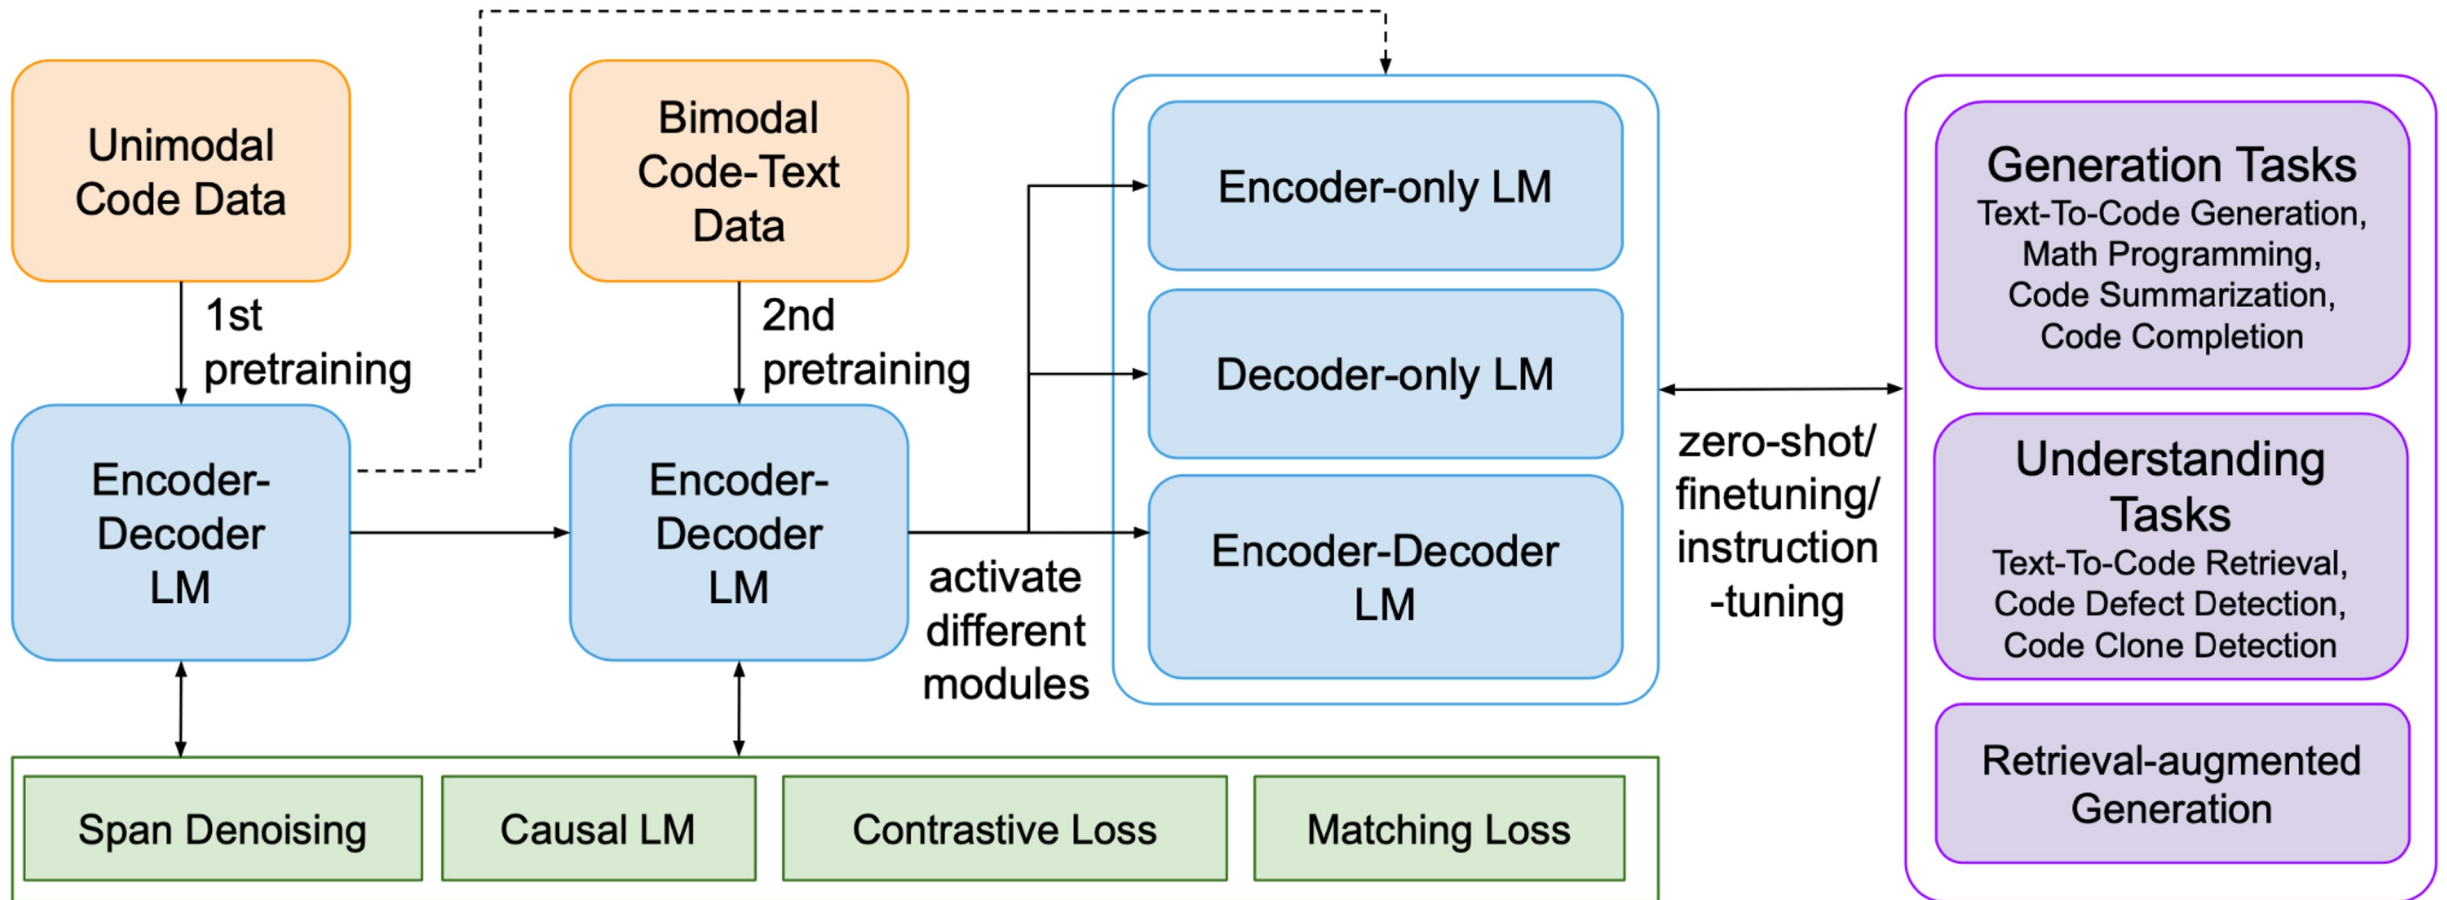 Unimodal
Code Data
1st
pretraining
Encoder-
Decoder
LM
Bimodal
Code-Text
Data
2nd
pretraining
Encoder-
Decoder
LM
activate
different
modules
Encoder-only LM
Decoder-only LM
Encoder-Decoder
LM
zero-shot/
finetuning/
instruction
-tuning
Generation Tasks
Text-To-Code Generation,
Math Programming,
Code Summarization,
Code Completion
Understanding
Tasks
Text-To-Code Retrieval,
Code Defect Detection,
Code Clone Detection
Retrieval-augmented
Generation
Span Denoising
Causal LM
Contrastive Loss
Matching Loss